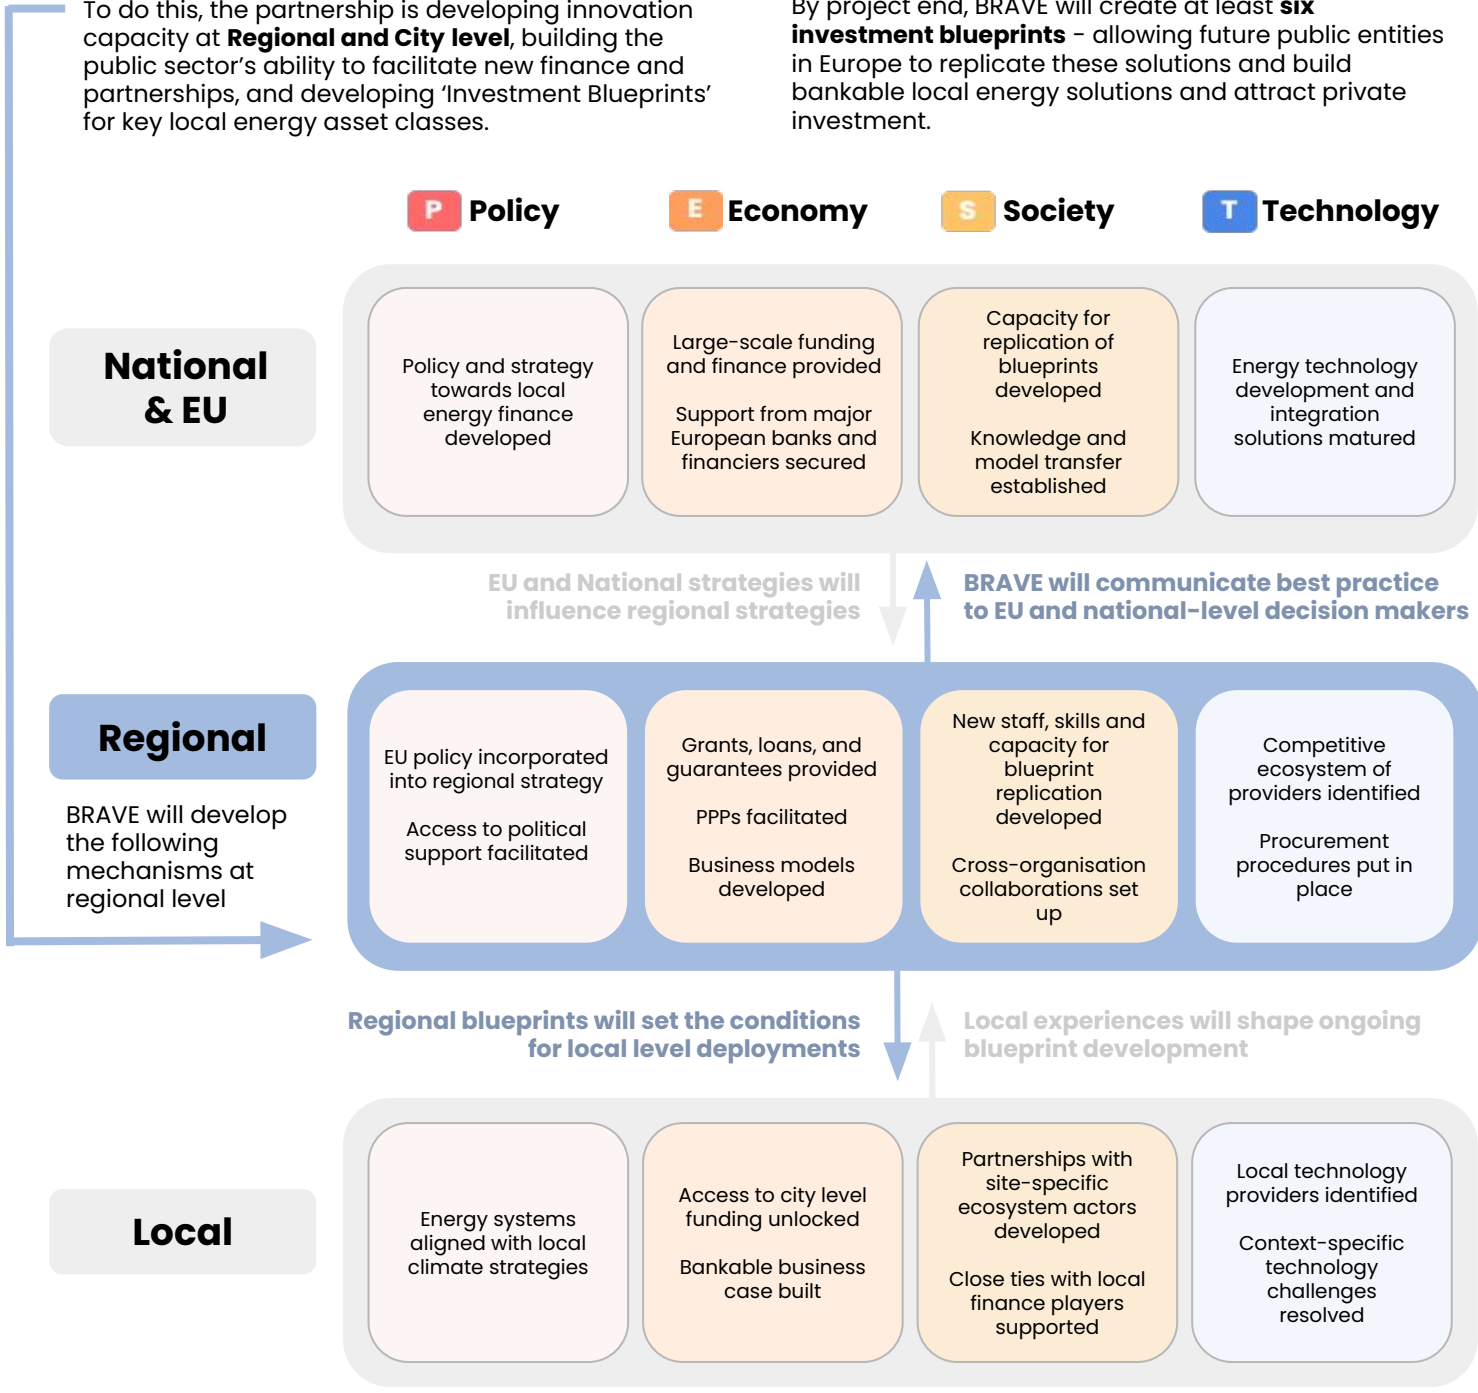 To do this, the partnership is developing innovation
capacity at Regional and City level, building the
public sector's ability to facilitate new finance and
partnerships, and developing ‘Investment Blueprints’
for key local energy asset classes.
By project end, BRAVE will create at least six
investment blueprints - allowing future public entities
in Europe to replicate these solutions and build
bankable local energy solutions and attract private
investment.
P Policy
E Economy
S Society
T Technology
National
& EU
Policy and strategy
towards local
energy finance
developed
Large-scale funding
and finance provided
Support from major
European banks and
financiers secured
Capacity for
replication of
blueprints
developed
Knowledge and
model transfer
established
Energy technology
development and
integration
solutions matured
EU and National strategies will
influence regional strategies
BRAVE will communicate best practice
to EU and national-level decision makers
Regional
BRAVE will develop
the following
mechanisms at
regional level
EU policy incorporated
into regional strategy
Access to political
support facilitated
Grants, loans, and
guarantees provided
PPPs facilitated
Business models
developed
New staff, skills and
capacity for
blueprint
replication
developed
Cross-organisation
collaborations set
up
Competitive
ecosystem of
providers identified
Procurement
procedures put in
place
Regional blueprints will set the conditions
for local level deployments
Local experiences will shape ongoing
blueprint development
Local
Energy systems
aligned with local
climate strategies
Access to city level
funding unlocked
Bankable business
case built
Partnerships with
site-specific
ecosystem actors
developed
Close ties with local
finance players
supported
Local technology
providers identified
Context-specific
technology
challenges
resolved